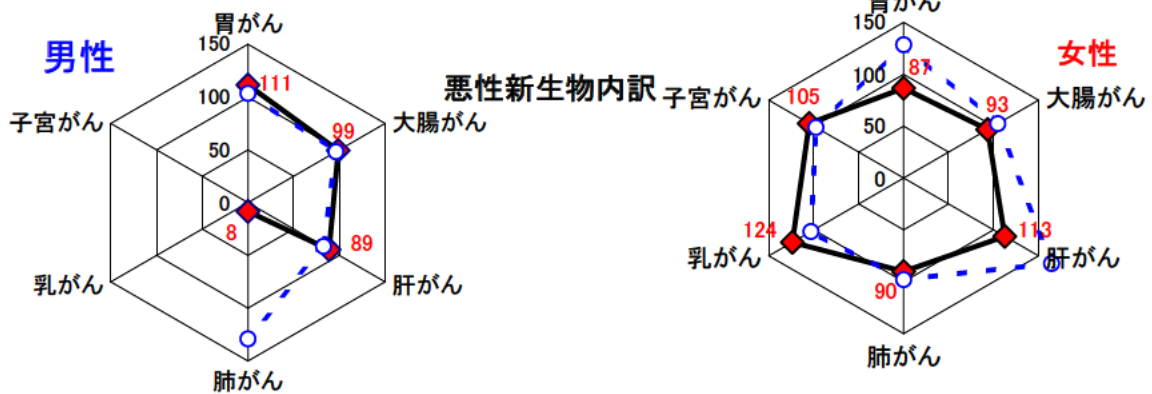 男性
胃がん
150
111
100
99
50
0
8
89
子宮がん
大腸がん
乳がん
肝がん
肺がん
悪性新生物内訳
女性
胃がん
150
100
87
105
93
50
0
124
113
90
子宮がん
大腸がん
乳がん
肝がん
肺がん